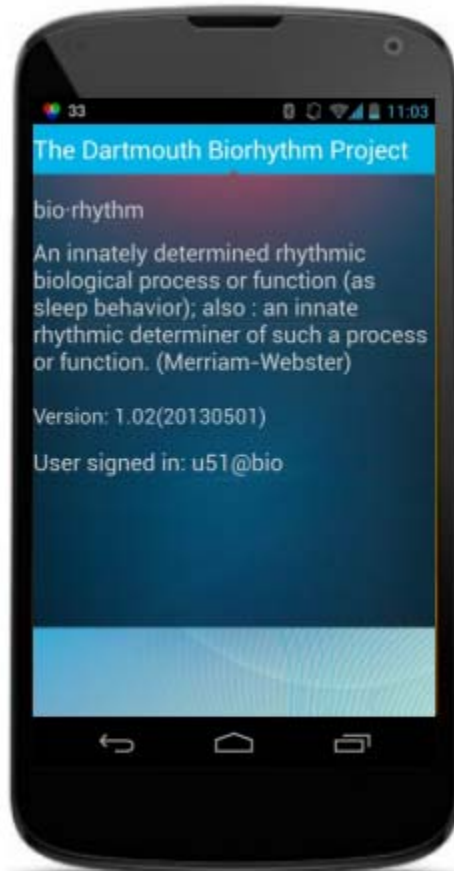 33 11:03
The Dartmouth Biorhythm Project
bio·rhythm
An innately determined rhythmic
biological process or function (as
sleep behavior); also : an innate
rhythmic determiner of such a process
or function. (Merriam-Webster)
Version: 1.02(20130501)
User signed in: u51@bio